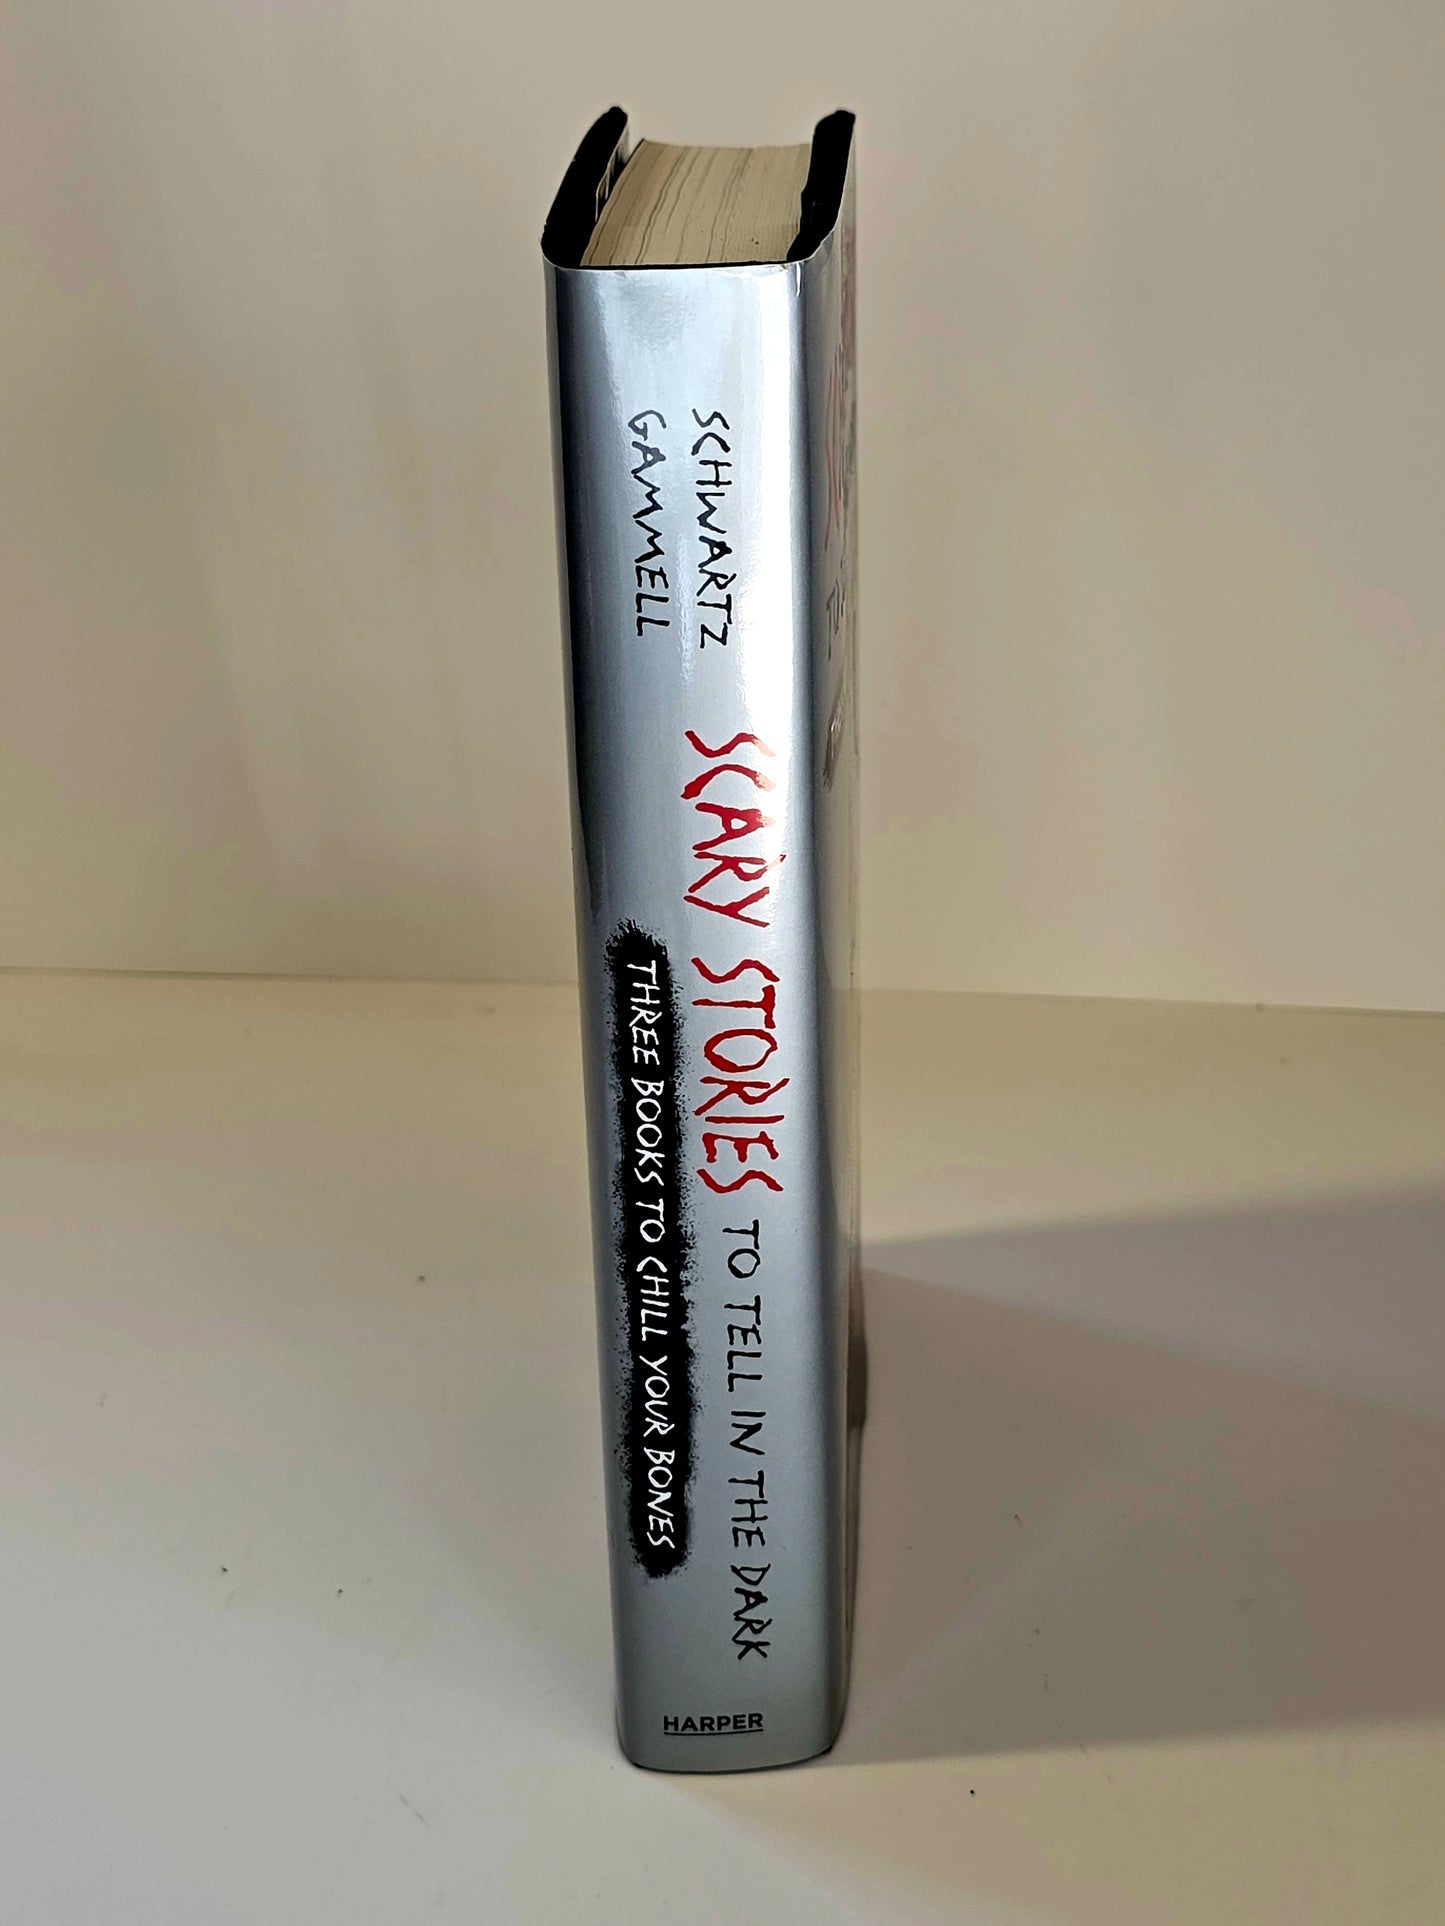 SCHWARTZ
GAMMELL
SCARY STORIES TO TELL IN THE DARK
THREE BOOKS TO CHILL YOUR BONES
HARPER